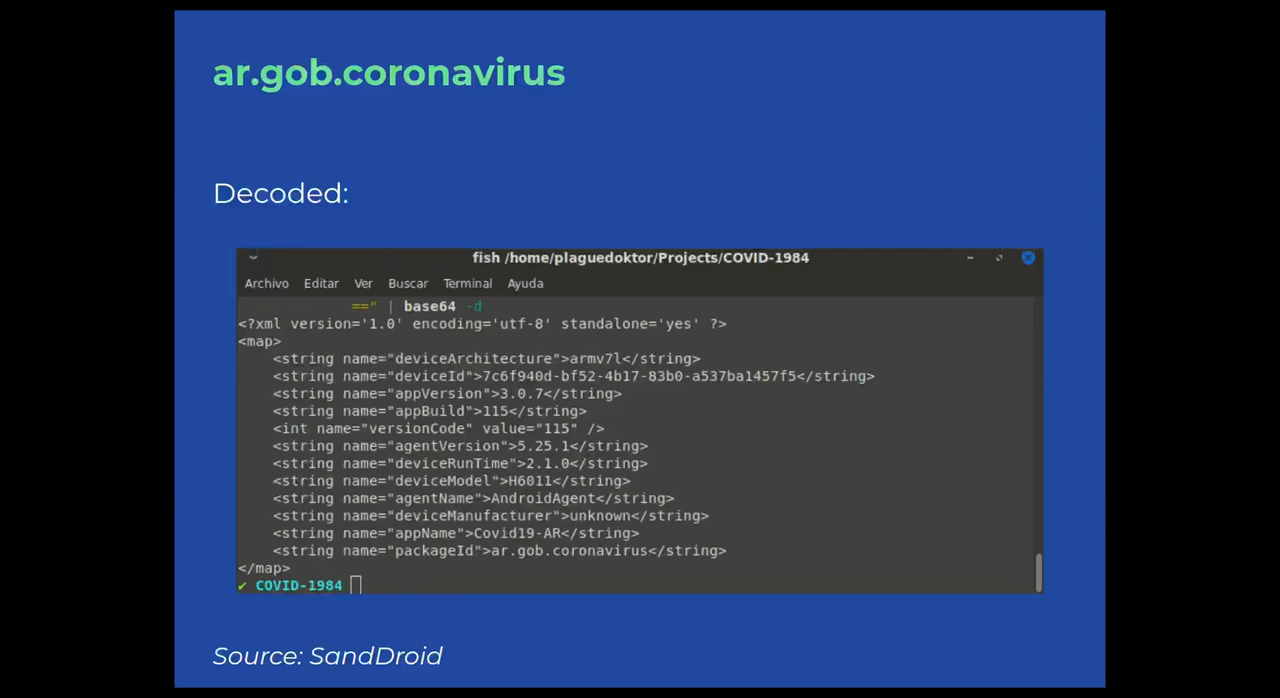 ar.gob.coronavirus
Decoded:
fish /home/plaguedoktor/Projects/COVID-1984
Archivo Editar Ver Buscar Terminal Ayuda
==" | base64 -d
<?xml version='1.0' encoding='utf-8' standalone='yes' ?>
<map>
    <string name="deviceArchitecture">armv7l</string>
    <string name="deviceId">7c6f940d-bf52-4b17-83b0-a537ba1457f5</string>
    <string name="appVersion">3.0.7</string>
    <string name="appBuild">115</string>
    <int name="versionCode" value="115" />
    <string name="agentVersion">5.25.1</string>
    <string name="deviceRunTime">2.1.0</string>
    <string name="deviceModel">H6011</string>
    <string name="agentName">AndroidAgent</string>
    <string name="deviceManufacturer">unknown</string>
    <string name="appName">Covid19-AR</string>
    <string name="packageId">ar.gob.coronavirus</string>
</map>
✔ COVID-1984
Source: SandDroid